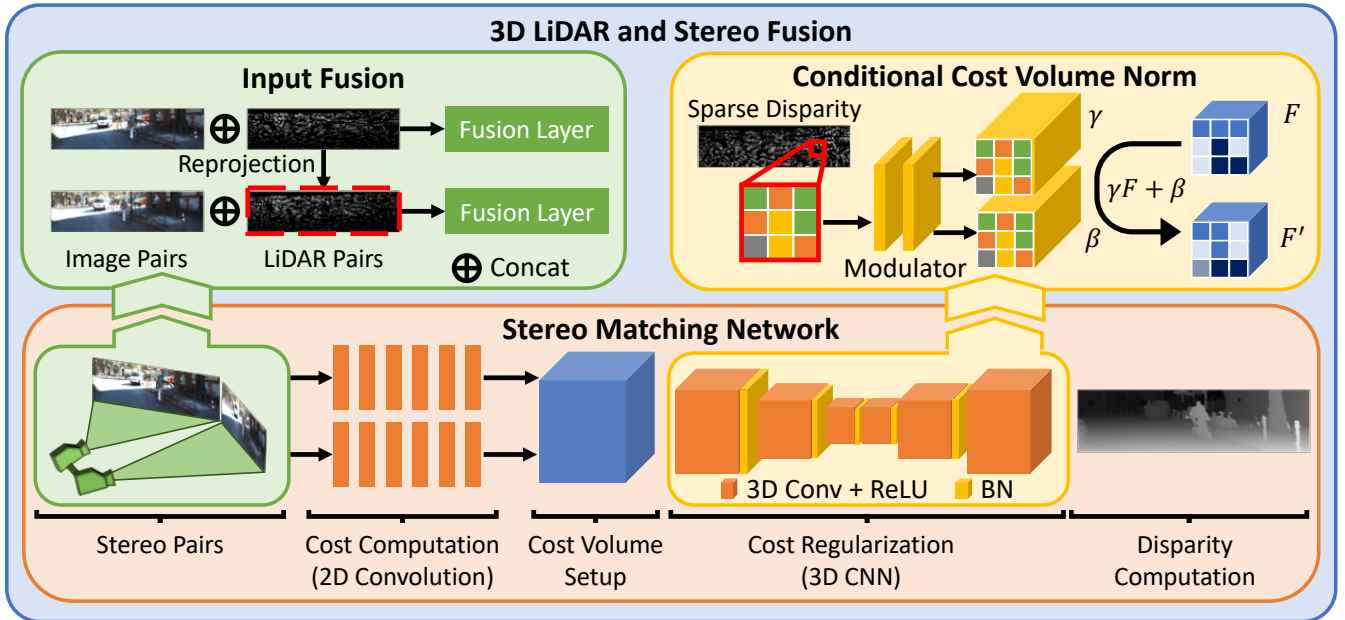 3D LiDAR and Stereo Fusion
Input Fusion
Fusion Layer
Reprojection
Fusion Layer
Image Pairs
LiDAR Pairs
⊕ Concat
Conditional Cost Volume Norm
Sparse Disparity
γ
F
γF + β
β
F′
Modulator
Stereo Matching Network
3D Conv + ReLU
BN
Stereo Pairs
Cost Computation
(2D Convolution)
Cost Volume
Setup
Cost Regularization
(3D CNN)
Disparity
Computation